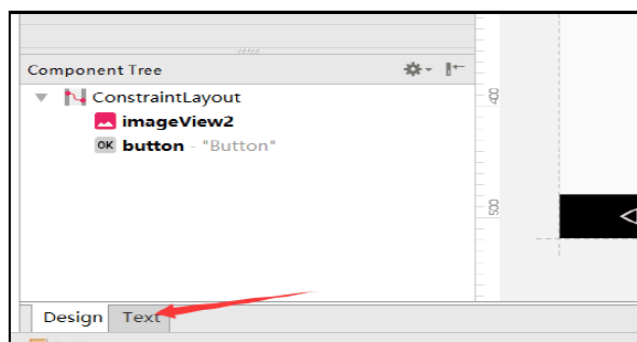 Component Tree
ConstraintLayout
imageView2
OK button - "Button"
400
500
Design Text